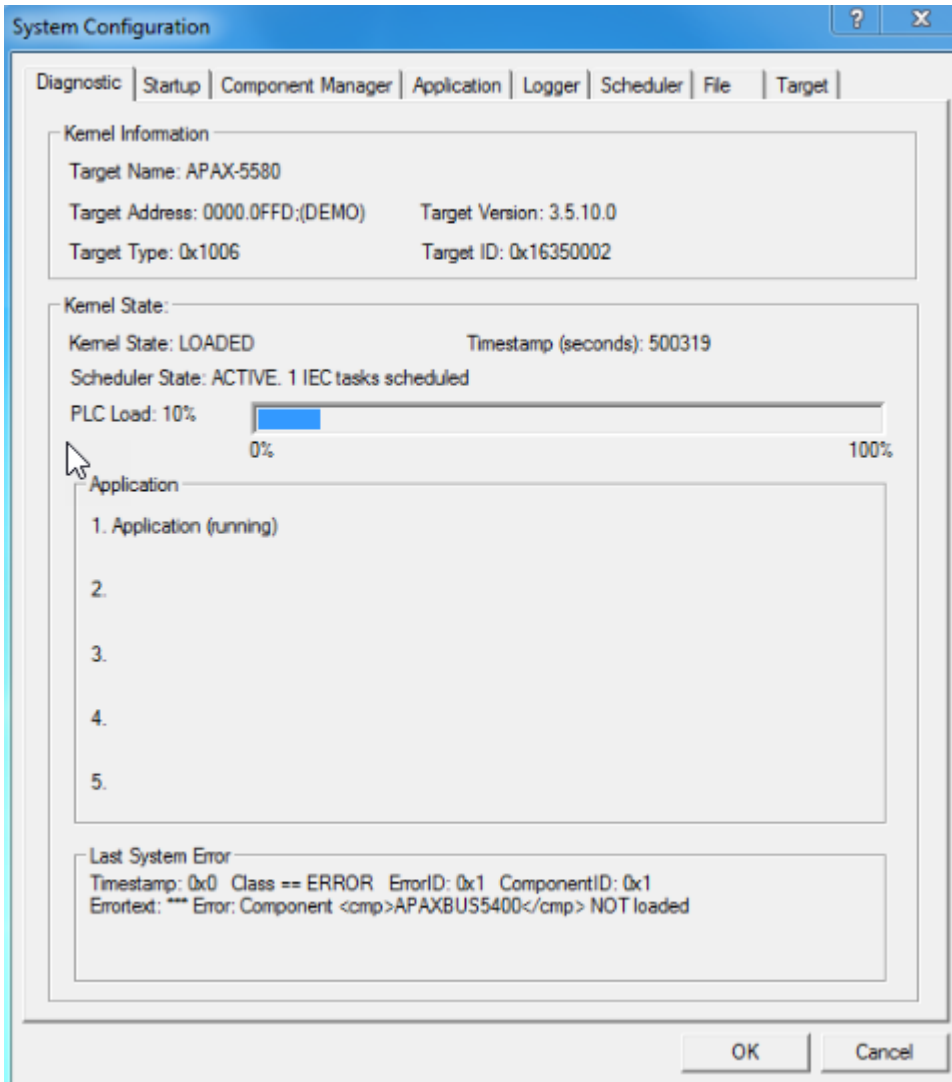 System Configuration
Diagnostic Startup Component Manager Application Logger Scheduler File Target
Kernel Information
Target Name: APAX-5580
Target Address: 0000.0FFD;(DEMO) Target Version: 3.5.10.0
Target Type: 0x1006 Target ID: 0x16350002
Kernel State:
Kernel State: LOADED Timestamp (seconds): 500319
Scheduler State: ACTIVE. 1 IEC tasks scheduled
PLC Load: 10%
0% 100%
Application
1. Application (running)
2.
3.
4.
5.
Last System Error
Timestamp: 0x0 Class == ERROR ErrorID: 0x1 ComponentID: 0x1
Errortext: *** Error: Component <cmp>APAXBUS5400</cmp> NOT loaded
OK Cancel